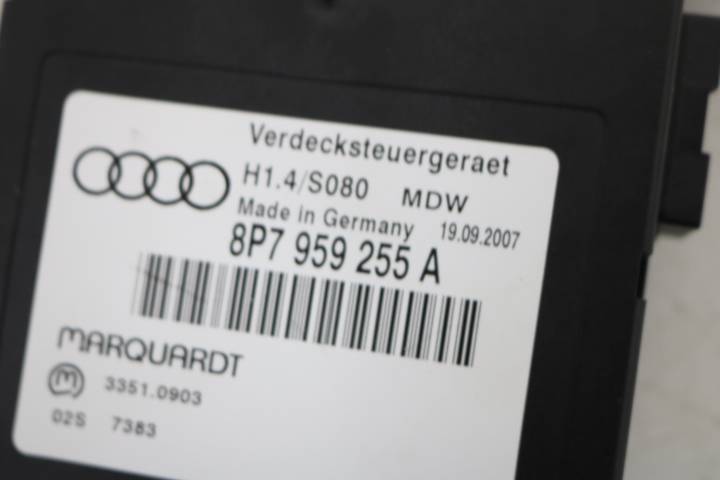 Verdecksteuergeraet
H1.4/S080 MDW
Made in Germany 19.09.2007
8P7 959 255 A
MARQUARDT
M 3351.0903
02S 7383